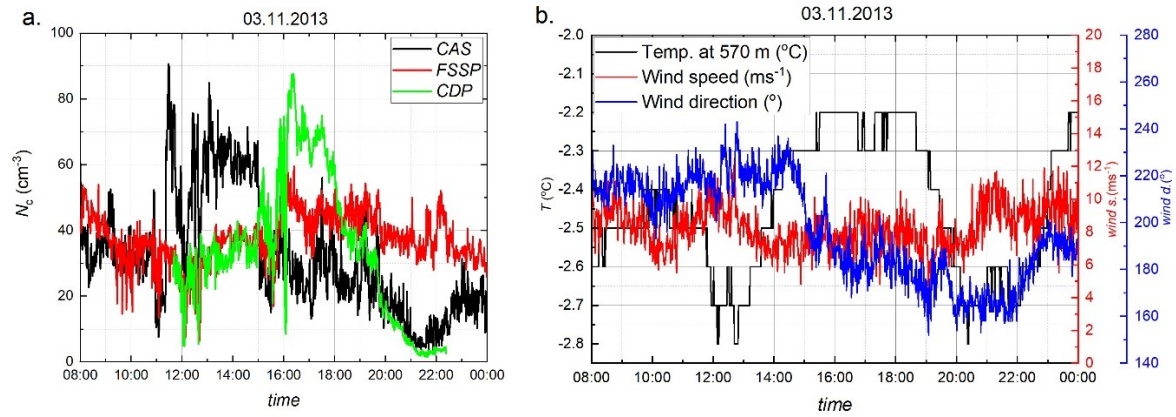 a.
03.11.2013
100
80
60
40
20
0
Nc (cm-3)
CAS
FSSP
CDP
08:00 10:00 12:00 14:00 16:00 18:00 20:00 22:00 00:00
time
b.
03.11.2013
-2.0
-2.1
-2.2
-2.3
-2.4
-2.5
-2.6
-2.7
-2.8
T (°C)
Temp. at 570 m (°C)
Wind speed (ms-1)
Wind direction (°)
20
18
16
14
12
10
8
6
4
2
0
wind s.(ms-1)
280
260
240
220
200
180
160
140
wind d.(°)
08:00 10:00 12:00 14:00 16:00 18:00 20:00 22:00 00:00
time